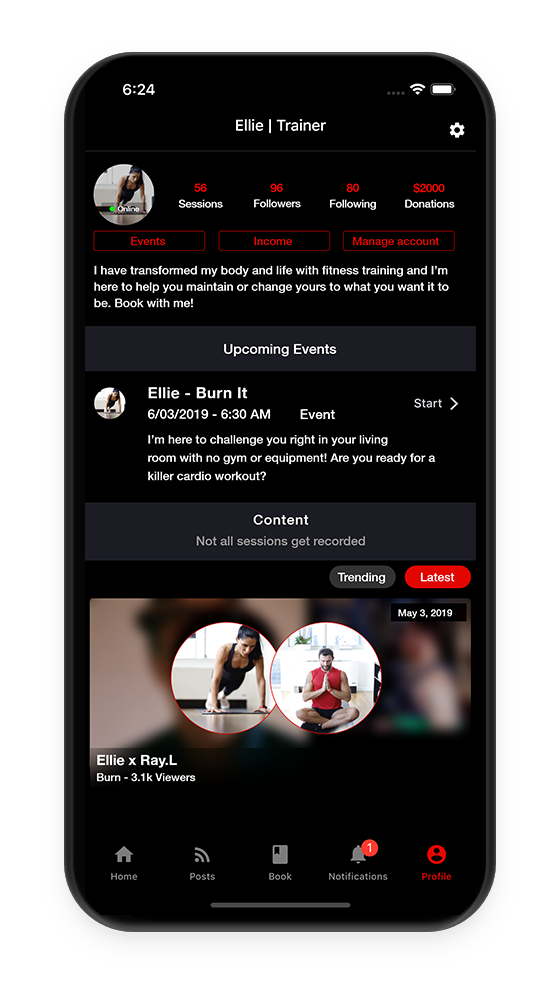 6:24
Ellie | Trainer
Online
56
Sessions
96
Followers
80
Following
$2000
Donations
Events
Income
Manage account
I have transformed my body and life with fitness training and I'm
here to help you maintain or change yours to what you want it to
be. Book with me!
Upcoming Events
Ellie - Burn It
6/03/2019 - 6:30 AM
Event
Start
I'm here to challenge you right in your living
room with no gym or equipment! Are you ready for a
killer cardio workout?
Content
Not all sessions get recorded
Trending
Latest
May 3, 2019
Ellie x Ray.L
Burn - 3.1k Viewers
1
Home
Posts
Book
Notifications
Profile